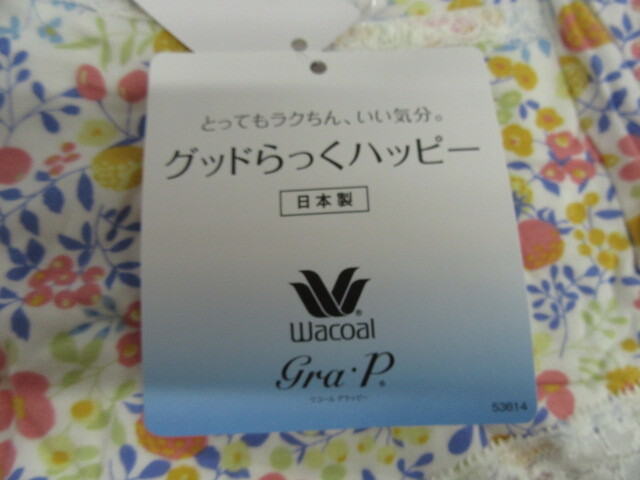 とってもラクちん、いい気分。
グッドらっくハッピー
日本製
Wacoal
Gra・P
ワコール グラッピー
53614